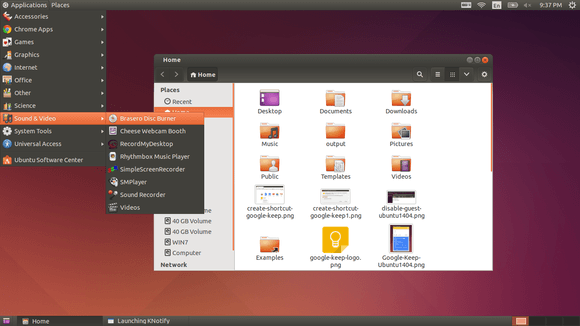 Applications Places
En
9:37 PM
Accessories
Chrome Apps
Games
Graphics
Internet
Office
Other
Science
Sound & Video
System Tools
Universal Access
Ubuntu Software Center
Brasero Disc Burner
Cheese Webcam Booth
RecordMyDesktop
Rhythmbox Music Player
SimpleScreenRecorder
SMPlayer
Sound Recorder
Videos
Home
Home
Places
Recent
Home
Volume
40 GB Volume
40 GB Volume
WIN7
Computer
Network
Desktop
Documents
Downloads
Music
output
Pictures
Public
Templates
Videos
create-shortcut-
google-keep.png
create-shortcut-
google-keep1.png
disable-guest-
ubuntu1404.png
Examples
google-keep-logo.
png
Google-Keep-
Ubuntu1404.png
Home
Launching KNotify